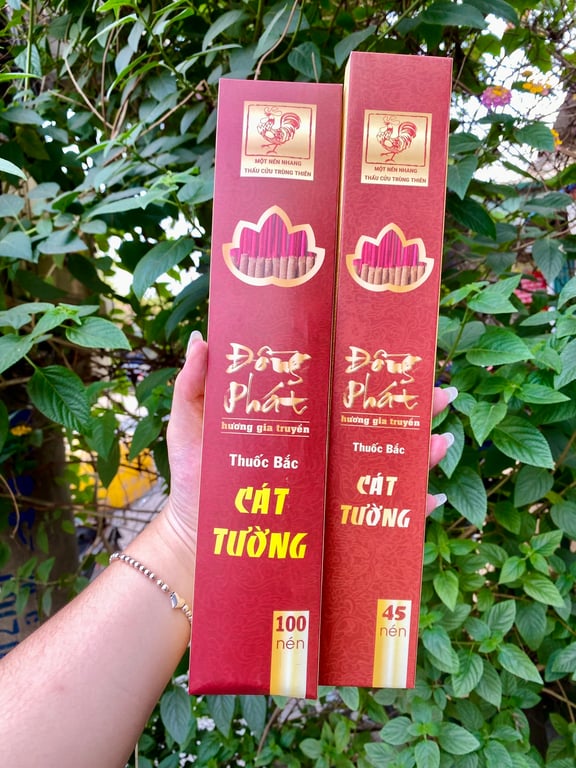 MỘT NÉN NHANG
THẤU CỬU TRÙNG THIÊN
Đông
Phát
hương gia truyền
Thuốc Bắc
CÁT
TƯỜNG
100
nén
MỘT NÉN NHANG
THẤU CỬU TRÙNG THIÊN
Đông
Phát
hương gia truyền
Thuốc Bắc
CÁT
TƯỜNG
45
nén